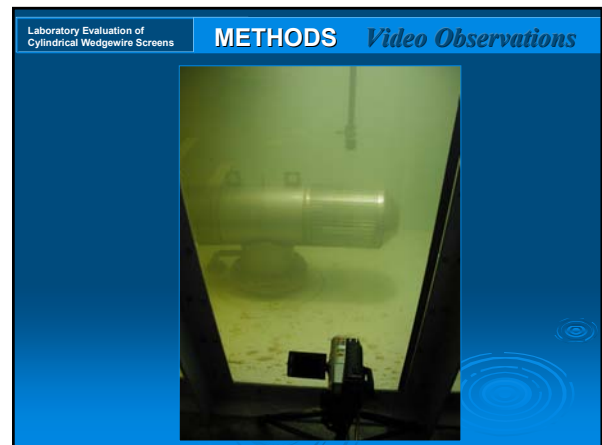 Laboratory Evaluation of
Cylindrical Wedgewire Screens
METHODS Video Observations